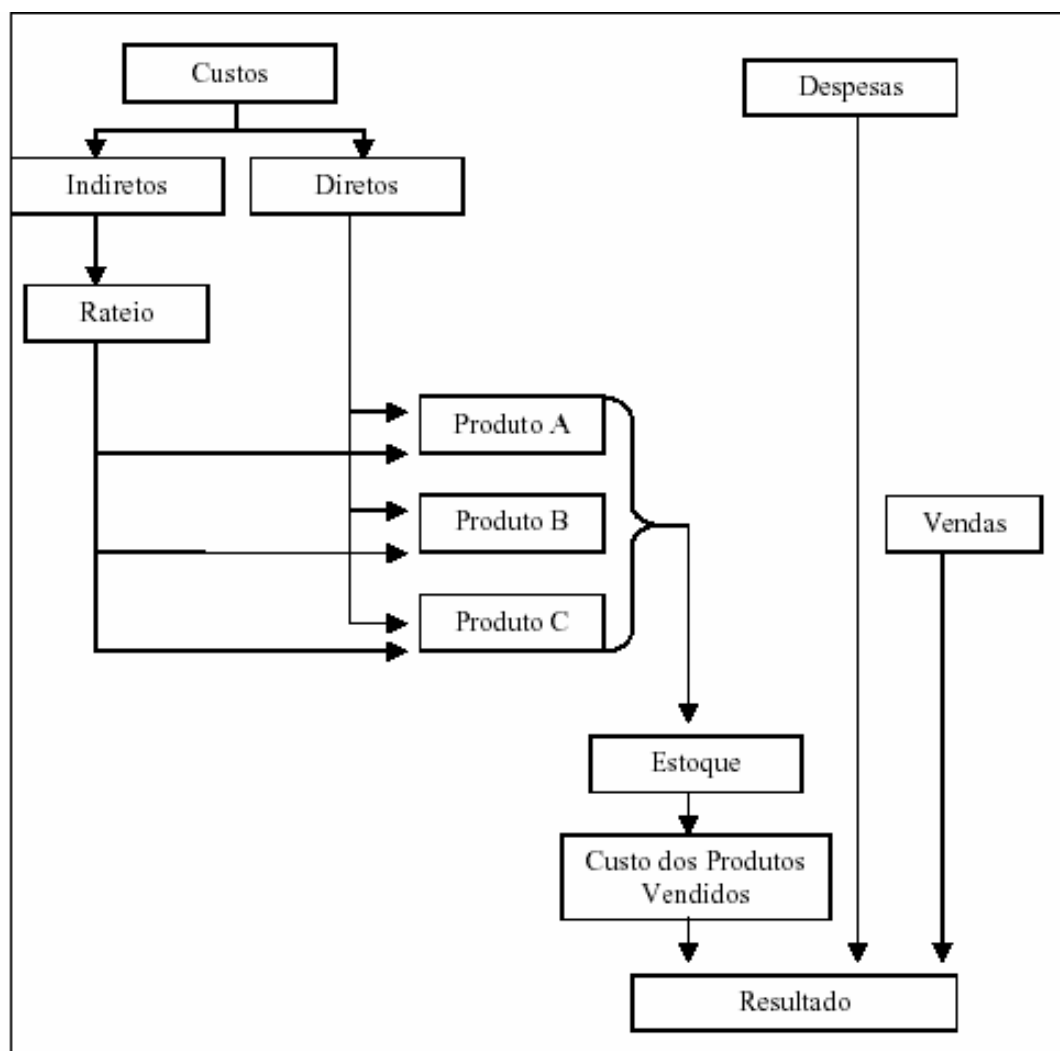 Custos
Despesas
Indiretos
Diretos
Rateio
Produto A
Produto B
Vendas
Produto C
Estoque
Custo dos Produtos
Vendidos
Resultado